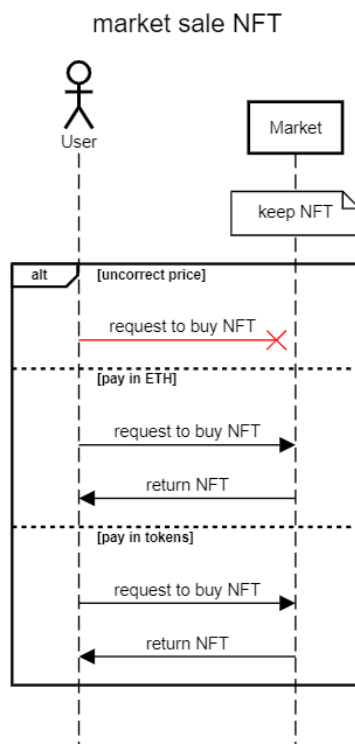 market sale NFT
User
Market
keep NFT
alt
[uncorrect price]
request to buy NFT
[pay in ETH]
request to buy NFT
return NFT
[pay in tokens]
request to buy NFT
return NFT